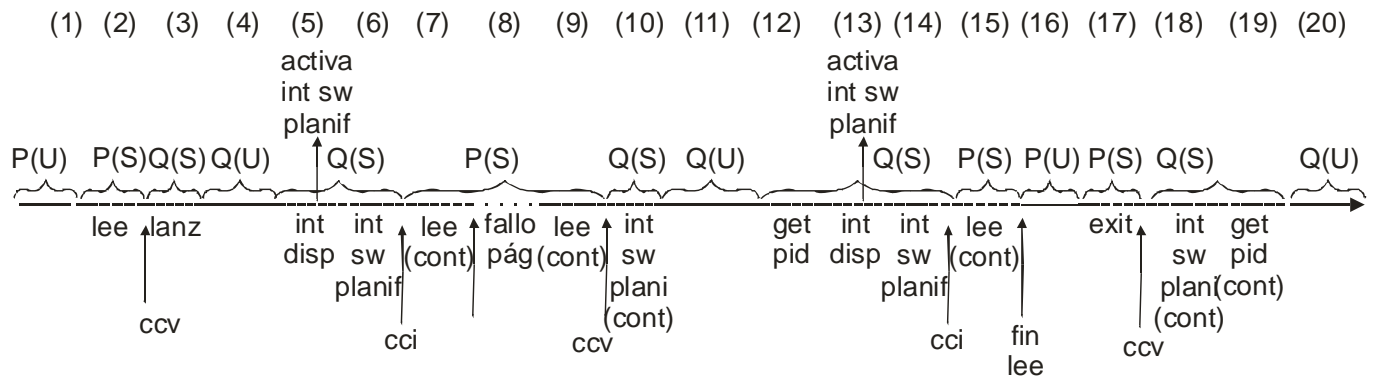 (1) (2) (3) (4) (5) (6) (7) (8) (9) (10) (11) (12) (13) (14) (15) (16) (17) (18) (19) (20)
activa activa
int sw int sw
planif planif
P(U) P(S) Q(S) Q(U) Q(S) P(S) Q(S) Q(U) Q(S) P(S) P(U) P(S) Q(S) Q(U)
lee lanz int int lee fallo lee int get int int lee exit int get
disp sw (cont) pág (cont) sw pid disp sw (cont) sw pid
planif plani planif plani (cont)
(cont) (cont)
ccv cci ccv cci fin ccv
lee